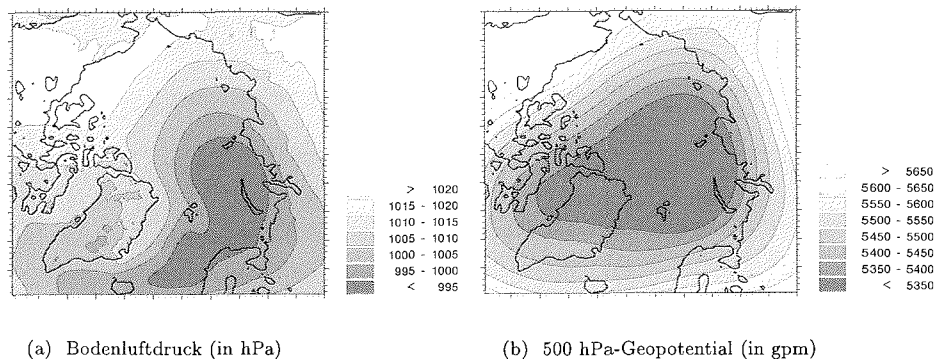 > 1020
1015 - 1020
1010 - 1015
1005 - 1010
1000 - 1005
995 - 1000
< 995
> 5650
5600 - 5650
5550 - 5600
5500 - 5550
5450 - 5500
5400 - 5450
5350 - 5400
< 5350
(a) Bodenluftdruck (in hPa)
(b) 500 hPa-Geopotential (in gpm)